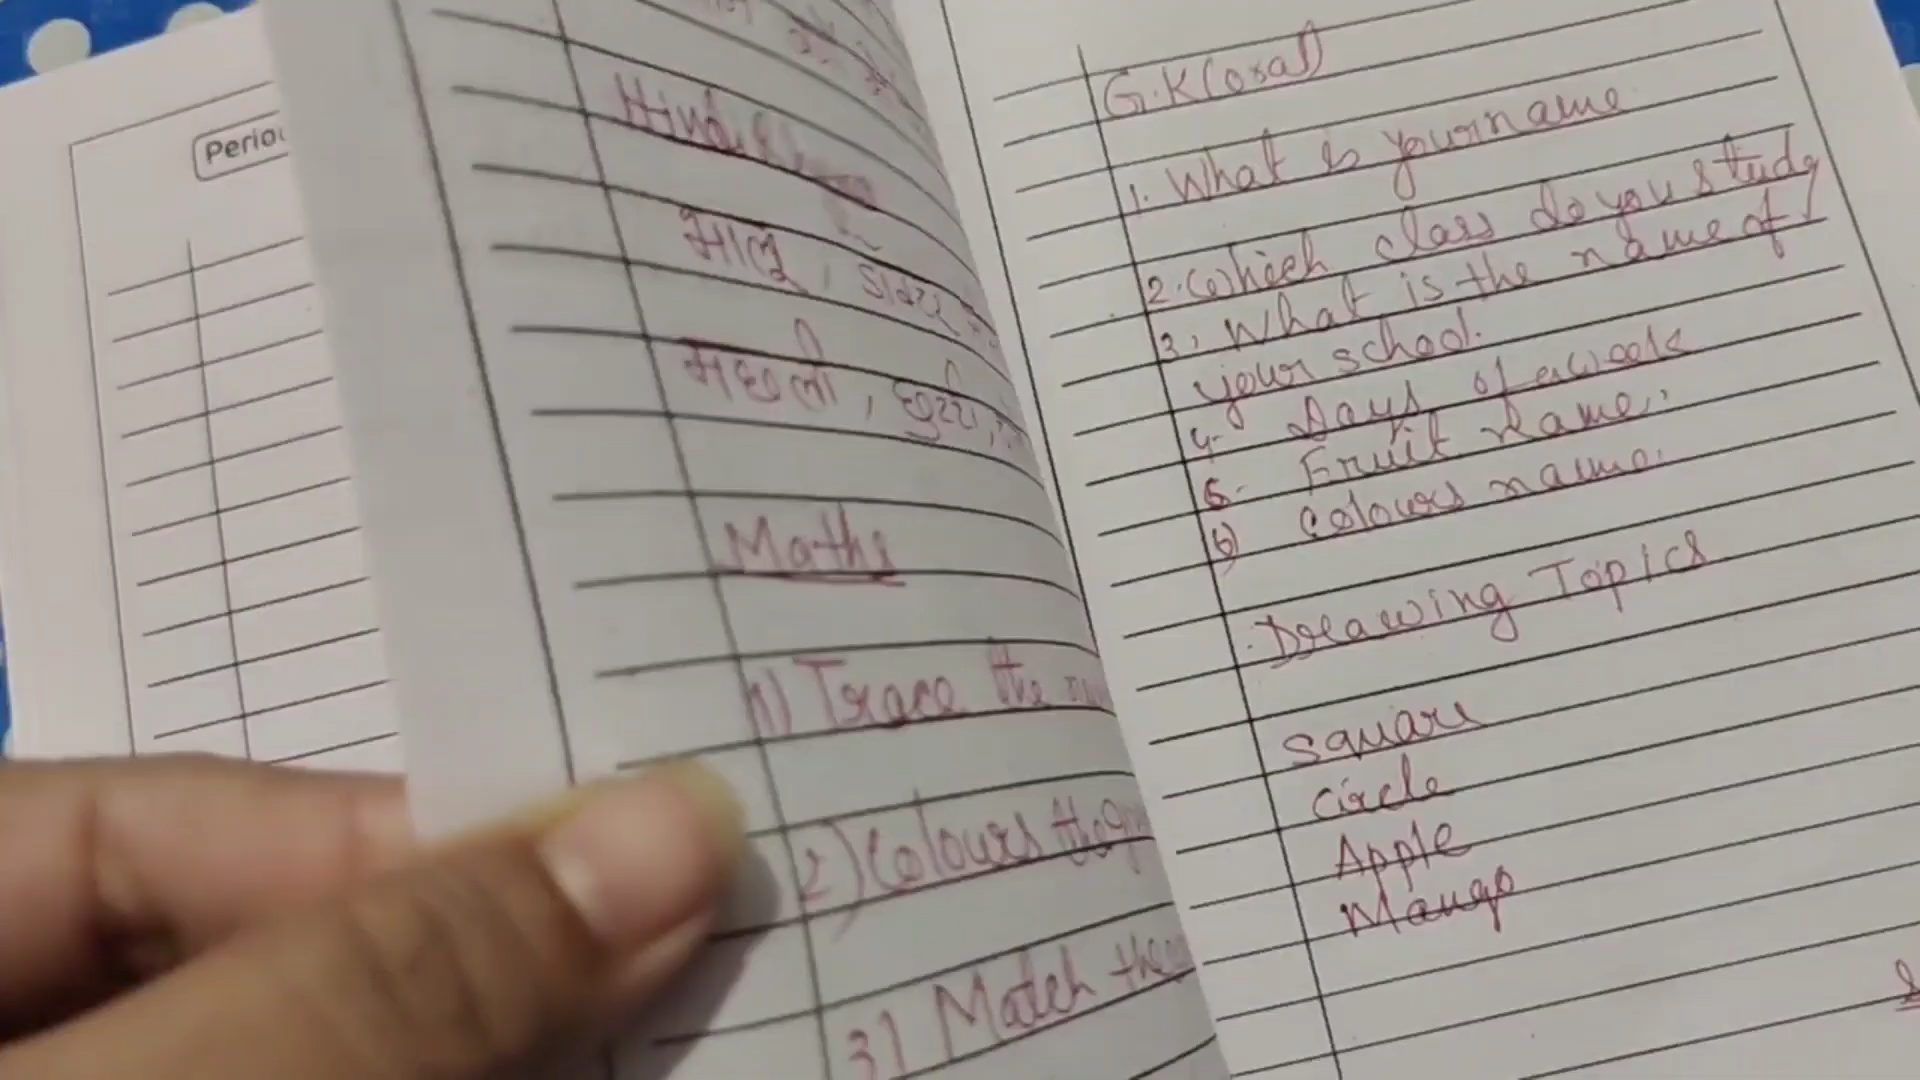 Perio
भालू,
मछली,
Maths
1) Trace the
2) Colours the
3) Match the
G.K (oral)
1. What is your name
2. Which class do you study
3. What is the name of
your school.
4. Days of a week
5. Fruit name.
6) Colours name.
Drawing Topics
Square
Circle
Apple
Mango